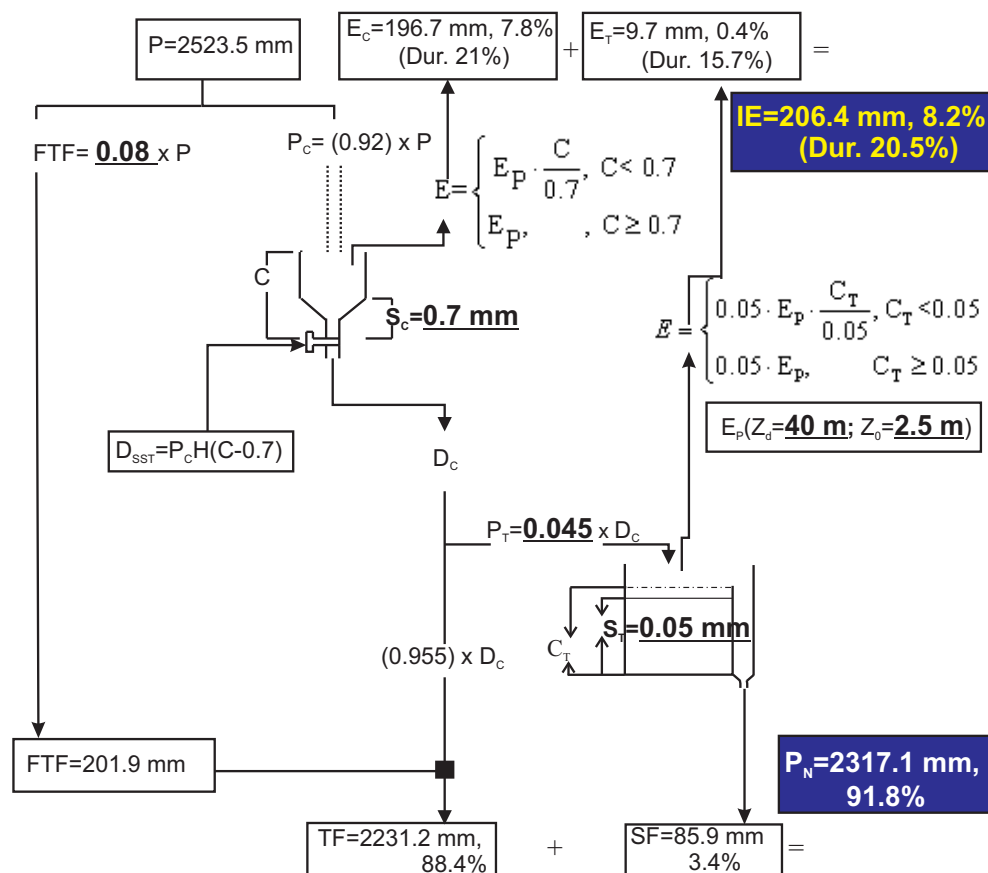 P=2523.5 mm
E_C=196.7 mm, 7.8%
(Dur. 21%)
+
E_T=9.7 mm, 0.4%
(Dur. 15.7%)
=
IE=206.4 mm, 8.2%
(Dur. 20.5%)
FTF= 0.08 x P
P_C= (0.92) x P
E= { E_P · C/0.7, C< 0.7
E_P, , C ≥ 0.7
C
S_C=0.7 mm
E = { 0.05 · E_P · C_T/0.05, C_T <0.05
0.05 · E_P, C_T ≥ 0.05
E_P(Z_d=40 m; Z_0=2.5 m)
D_SST=P_CH(C-0.7)
D_C
P_T=0.045 x D_C
S_T=0.05 mm
C_T
(0.955) x D_C
FTF=201.9 mm
P_N=2317.1 mm,
91.8%
TF=2231.2 mm,
88.4%
+
SF=85.9 mm
3.4%
=